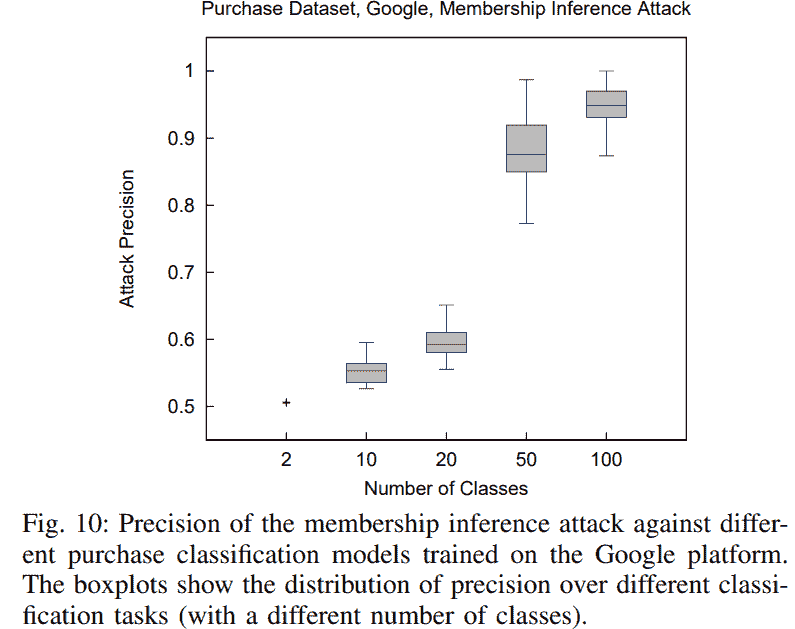 Purchase Dataset, Google, Membership Inference Attack
1
0.9
0.8
0.7
0.6
0.5
Attack Precision
2 10 20 50 100
Number of Classes
Fig. 10: Precision of the membership inference attack against differ-
ent purchase classification models trained on the Google platform.
The boxplots show the distribution of precision over different classi-
fication tasks (with a different number of classes).